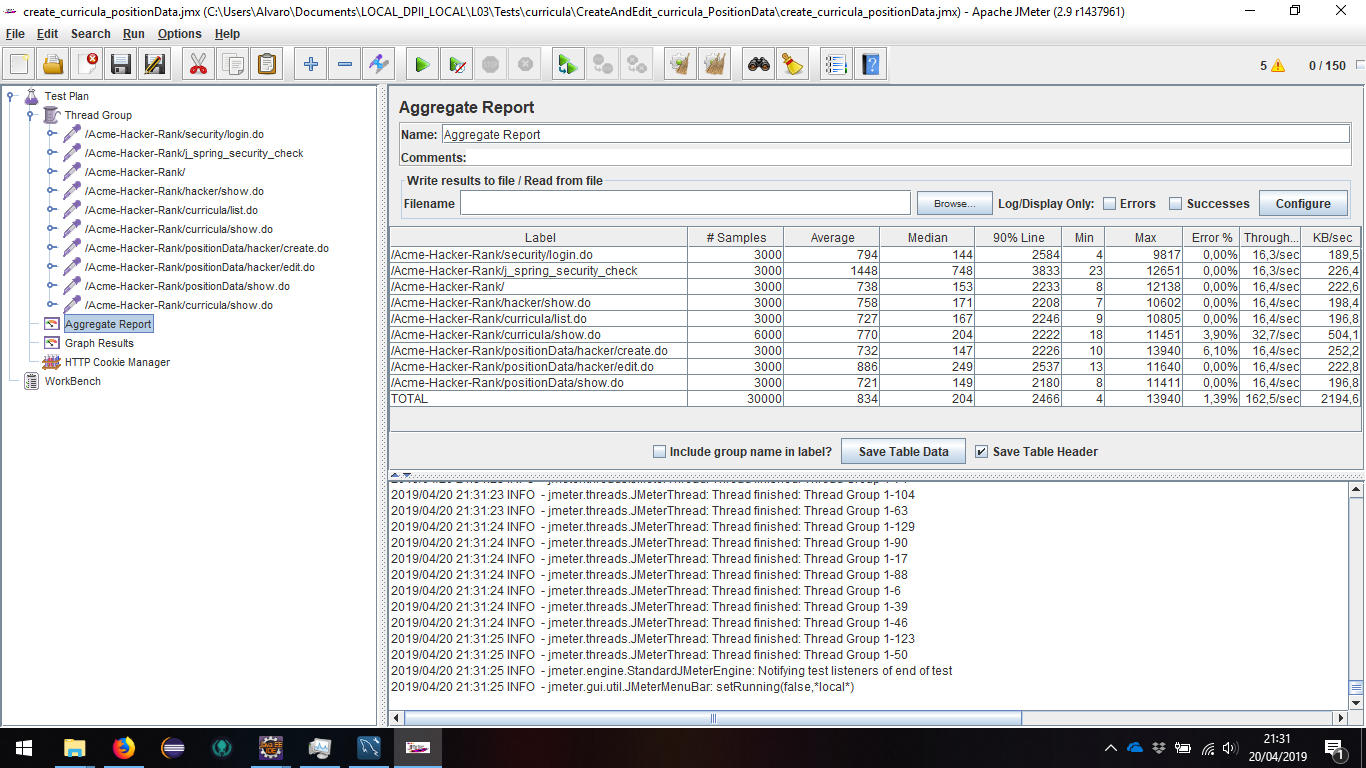 create_curricula_positionData.jmx (C:\Users\Alvaro\Documents\LOCAL_DPII_LOCAL\L03\Tests\curricula\CreateAndEdit_curricula_PositionData\create_curricula_positionData.jmx) - Apache JMeter (2.9 r1437961)
File Edit Search Run Options Help
5 0 / 150
Test Plan
Thread Group
/Acme-Hacker-Rank/security/login.do
/Acme-Hacker-Rank/j_spring_security_check
/Acme-Hacker-Rank/
/Acme-Hacker-Rank/hacker/show.do
/Acme-Hacker-Rank/curricula/list.do
/Acme-Hacker-Rank/curricula/show.do
/Acme-Hacker-Rank/positionData/hacker/create.do
/Acme-Hacker-Rank/positionData/hacker/edit.do
/Acme-Hacker-Rank/positionData/show.do
/Acme-Hacker-Rank/curricula/show.do
Aggregate Report
Graph Results
HTTP Cookie Manager
WorkBench
Aggregate Report
Name: Aggregate Report
Comments:
Write results to file / Read from file
Filename Browse... Log/Display Only: Errors Successes Configure
Label # Samples Average Median 90% Line Min Max Error % Through... KB/sec
/Acme-Hacker-Rank/security/login.do 3000 794 144 2584 4 9817 0,00% 16,3/sec 189,5
/Acme-Hacker-Rank/j_spring_security_check 3000 1448 748 3833 23 12651 0,00% 16,3/sec 226,4
/Acme-Hacker-Rank/ 3000 738 153 2233 8 12138 0,00% 16,4/sec 222,6
/Acme-Hacker-Rank/hacker/show.do 3000 758 171 2208 7 10602 0,00% 16,4/sec 198,4
/Acme-Hacker-Rank/curricula/list.do 3000 727 167 2246 9 10805 0,00% 16,4/sec 196,8
/Acme-Hacker-Rank/curricula/show.do 6000 770 204 2222 18 11451 3,90% 32,7/sec 504,1
/Acme-Hacker-Rank/positionData/hacker/create.do 3000 732 147 2226 10 13940 6,10% 16,4/sec 252,2
/Acme-Hacker-Rank/positionData/hacker/edit.do 3000 886 249 2537 13 11640 0,00% 16,4/sec 222,8
/Acme-Hacker-Rank/positionData/show.do 3000 721 149 2180 8 11411 0,00% 16,4/sec 196,8
TOTAL 30000 834 204 2466 4 13940 1,39% 162,5/sec 2194,6
Include group name in label? Save Table Data Save Table Header
2019/04/20 21:31:23 INFO - jmeter.threads.JMeterThread: Thread finished: Thread Group 1-104
2019/04/20 21:31:23 INFO - jmeter.threads.JMeterThread: Thread finished: Thread Group 1-63
2019/04/20 21:31:24 INFO - jmeter.threads.JMeterThread: Thread finished: Thread Group 1-129
2019/04/20 21:31:24 INFO - jmeter.threads.JMeterThread: Thread finished: Thread Group 1-90
2019/04/20 21:31:24 INFO - jmeter.threads.JMeterThread: Thread finished: Thread Group 1-17
2019/04/20 21:31:24 INFO - jmeter.threads.JMeterThread: Thread finished: Thread Group 1-88
2019/04/20 21:31:24 INFO - jmeter.threads.JMeterThread: Thread finished: Thread Group 1-6
2019/04/20 21:31:24 INFO - jmeter.threads.JMeterThread: Thread finished: Thread Group 1-39
2019/04/20 21:31:24 INFO - jmeter.threads.JMeterThread: Thread finished: Thread Group 1-46
2019/04/20 21:31:25 INFO - jmeter.threads.JMeterThread: Thread finished: Thread Group 1-123
2019/04/20 21:31:25 INFO - jmeter.threads.JMeterThread: Thread finished: Thread Group 1-50
2019/04/20 21:31:25 INFO - jmeter.engine.StandardJMeterEngine: Notifying test listeners of end of test
2019/04/20 21:31:25 INFO - jmeter.gui.util.JMeterMenuBar: setRunning(false,*local*)
21:31
20/04/2019
1